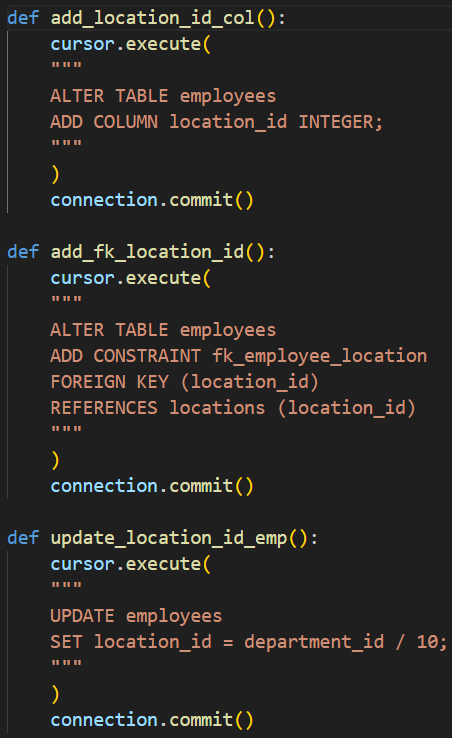 def add_location_id_col():
    cursor.execute(
    """
    ALTER TABLE employees
    ADD COLUMN location_id INTEGER;
    """
    )
    connection.commit()

def add_fk_location_id():
    cursor.execute(
    """
    ALTER TABLE employees
    ADD CONSTRAINT fk_employee_location
    FOREIGN KEY (location_id)
    REFERENCES locations (location_id)
    """
    )
    connection.commit()

def update_location_id_emp():
    cursor.execute(
    """
    UPDATE employees
    SET location_id = department_id / 10;
    """
    )
    connection.commit()